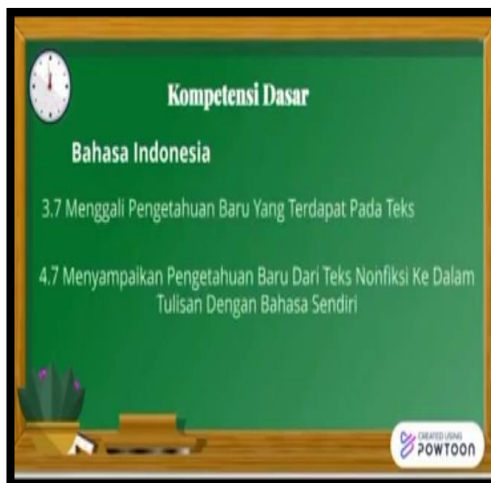 Kompetensi Dasar
Bahasa Indonesia
3.7 Menggali Pengetahuan Baru Yang Terdapat Pada Teks
4.7 Menyampaikan Pengetahuan Baru Dari Teks Nonfiksi Ke Dalam
Tulisan Dengan Bahasa Sendiri
CREATED USING
POWTOON